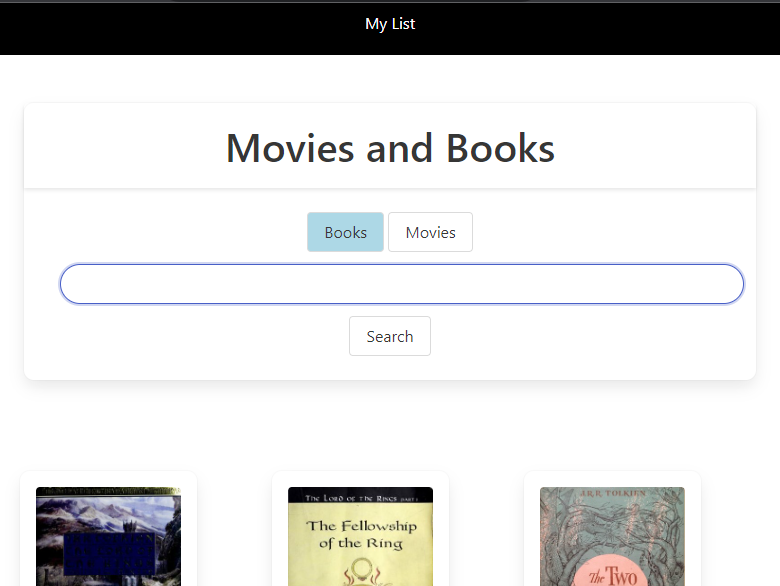 My List
Movies and Books
Books Movies
Search
THE LORD OF THE RINGS PART I
The Fellowship
of the Ring
J.R.R. TOLKIEN
The Two